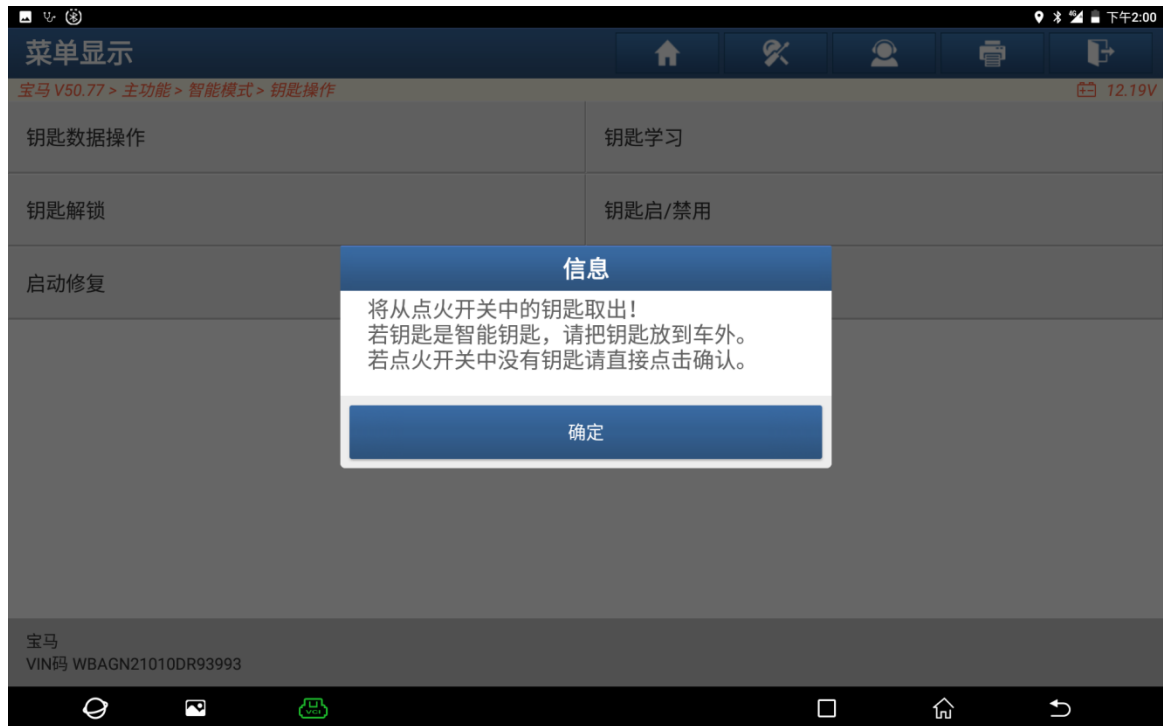 4G
下午2:00
菜单显示
宝马 V50.77 > 主功能 > 智能模式 > 钥匙操作
12.19V
钥匙数据操作
钥匙学习
钥匙解锁
钥匙启/禁用
启动修复
信息
将从点火开关中的钥匙取出!
若钥匙是智能钥匙，请把钥匙放到车外。
若点火开关中没有钥匙请直接点击确认。
确定
宝马
VIN码 WBAGN21010DR93993
VCI